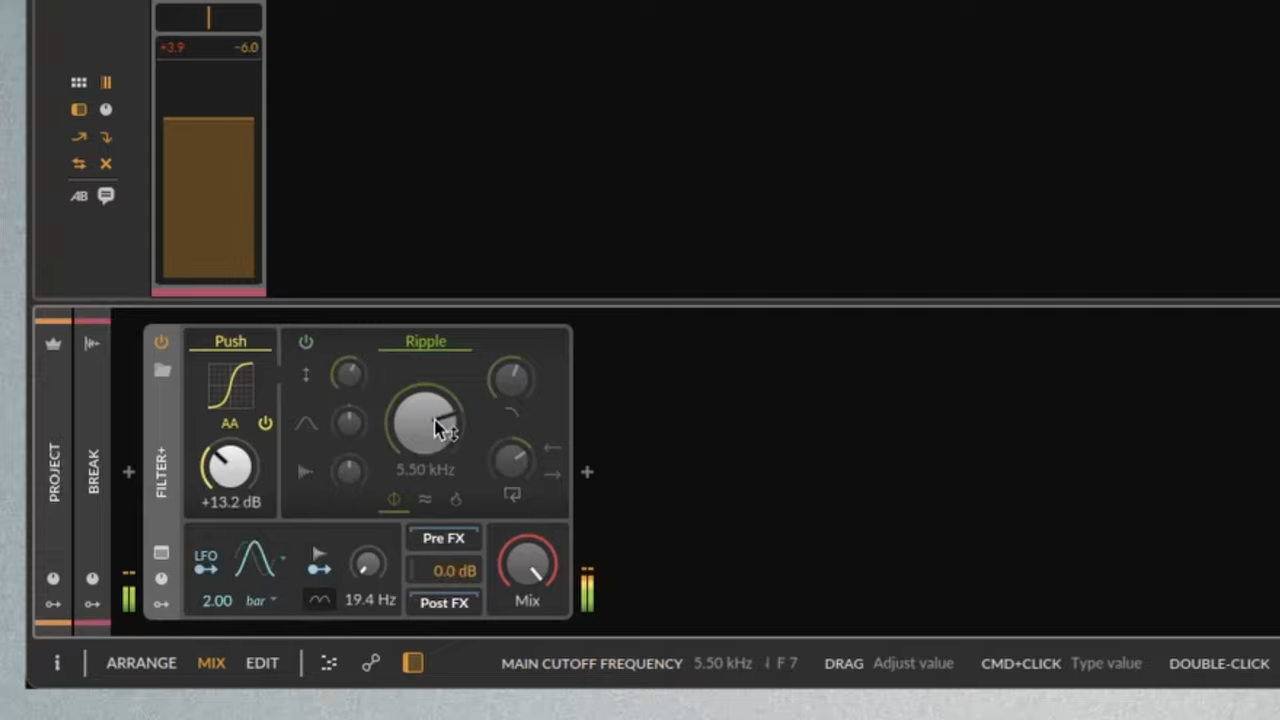 +3.9 -6.0
AB
PROJECT
BREAK
FILTER+
Push
Ripple
AA
+13.2 dB
5.50 kHz
LFO
2.00 bar
19.4 Hz
Pre FX
0.0 dB
Post FX
Mix
i ARRANGE MIX EDIT MAIN CUTOFF FREQUENCY 5.50 kHz ♩ F 7 DRAG Adjust value CMD+CLICK Type value DOUBLE-CLICK